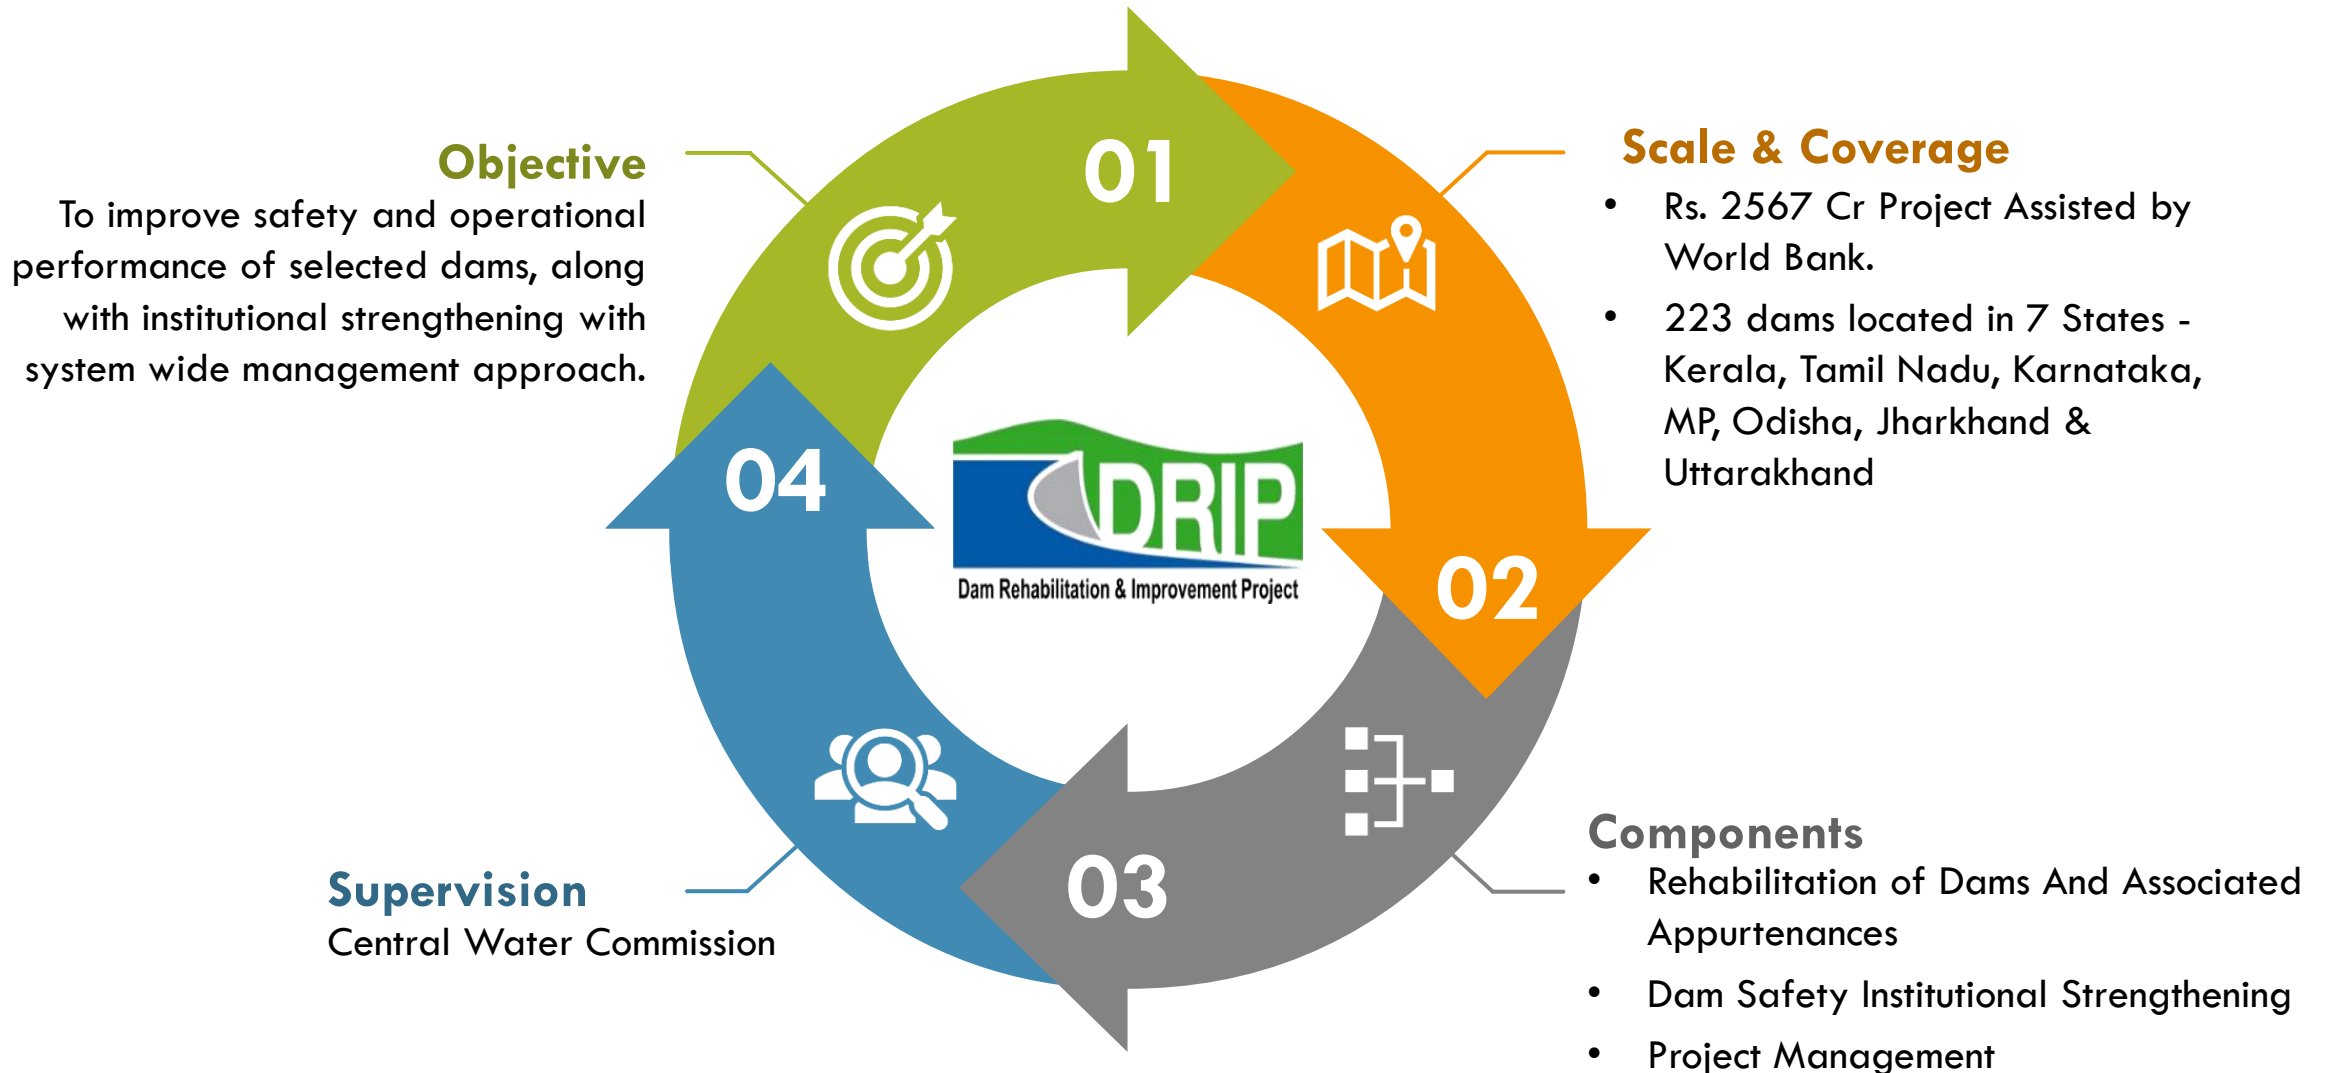 01
Objective
To improve safety and operational
performance of selected dams, along
with institutional strengthening with
system wide management approach.
Scale & Coverage
• Rs. 2567 Cr Project Assisted by
World Bank.
• 223 dams located in 7 States -
Kerala, Tamil Nadu, Karnataka,
MP, Odisha, Jharkhand &
Uttarakhand
02
Components
• Rehabilitation of Dams And Associated
Appurtenances
• Dam Safety Institutional Strengthening
• Project Management
03
Supervision
Central Water Commission
04
DRIP
Dam Rehabilitation & Improvement Project